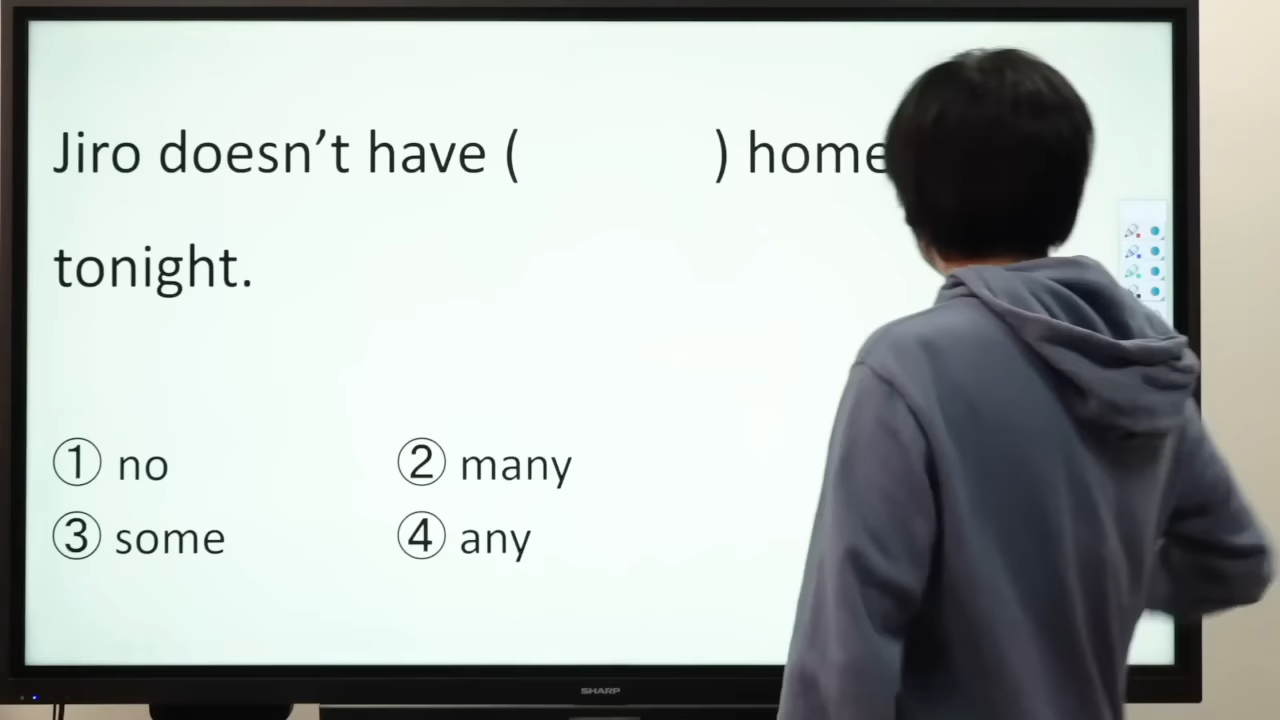 Jiro doesn’t have ( ) home
tonight.
① no ② many
③ some ④ any
SHARP